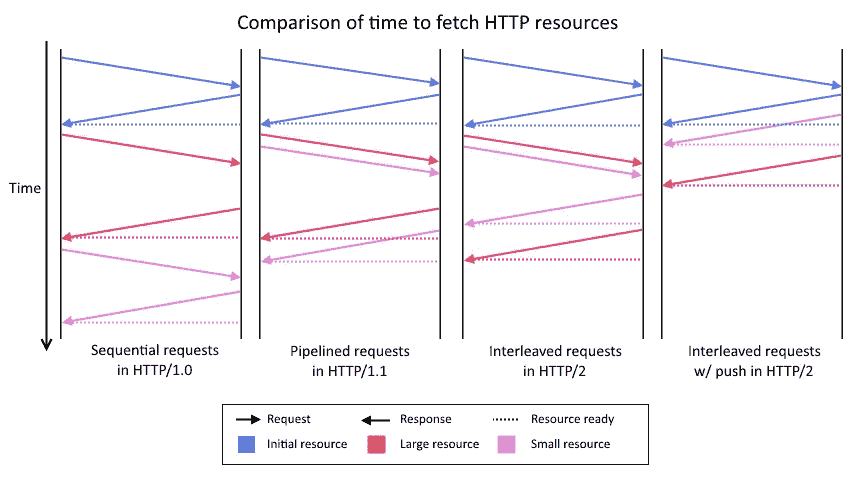 Comparison of time to fetch HTTP resources
Time
Sequential requests
in HTTP/1.0
Pipelined requests
in HTTP/1.1
Interleaved requests
in HTTP/2
Interleaved requests
w/ push in HTTP/2
Request
Response
Resource ready
Initial resource
Large resource
Small resource